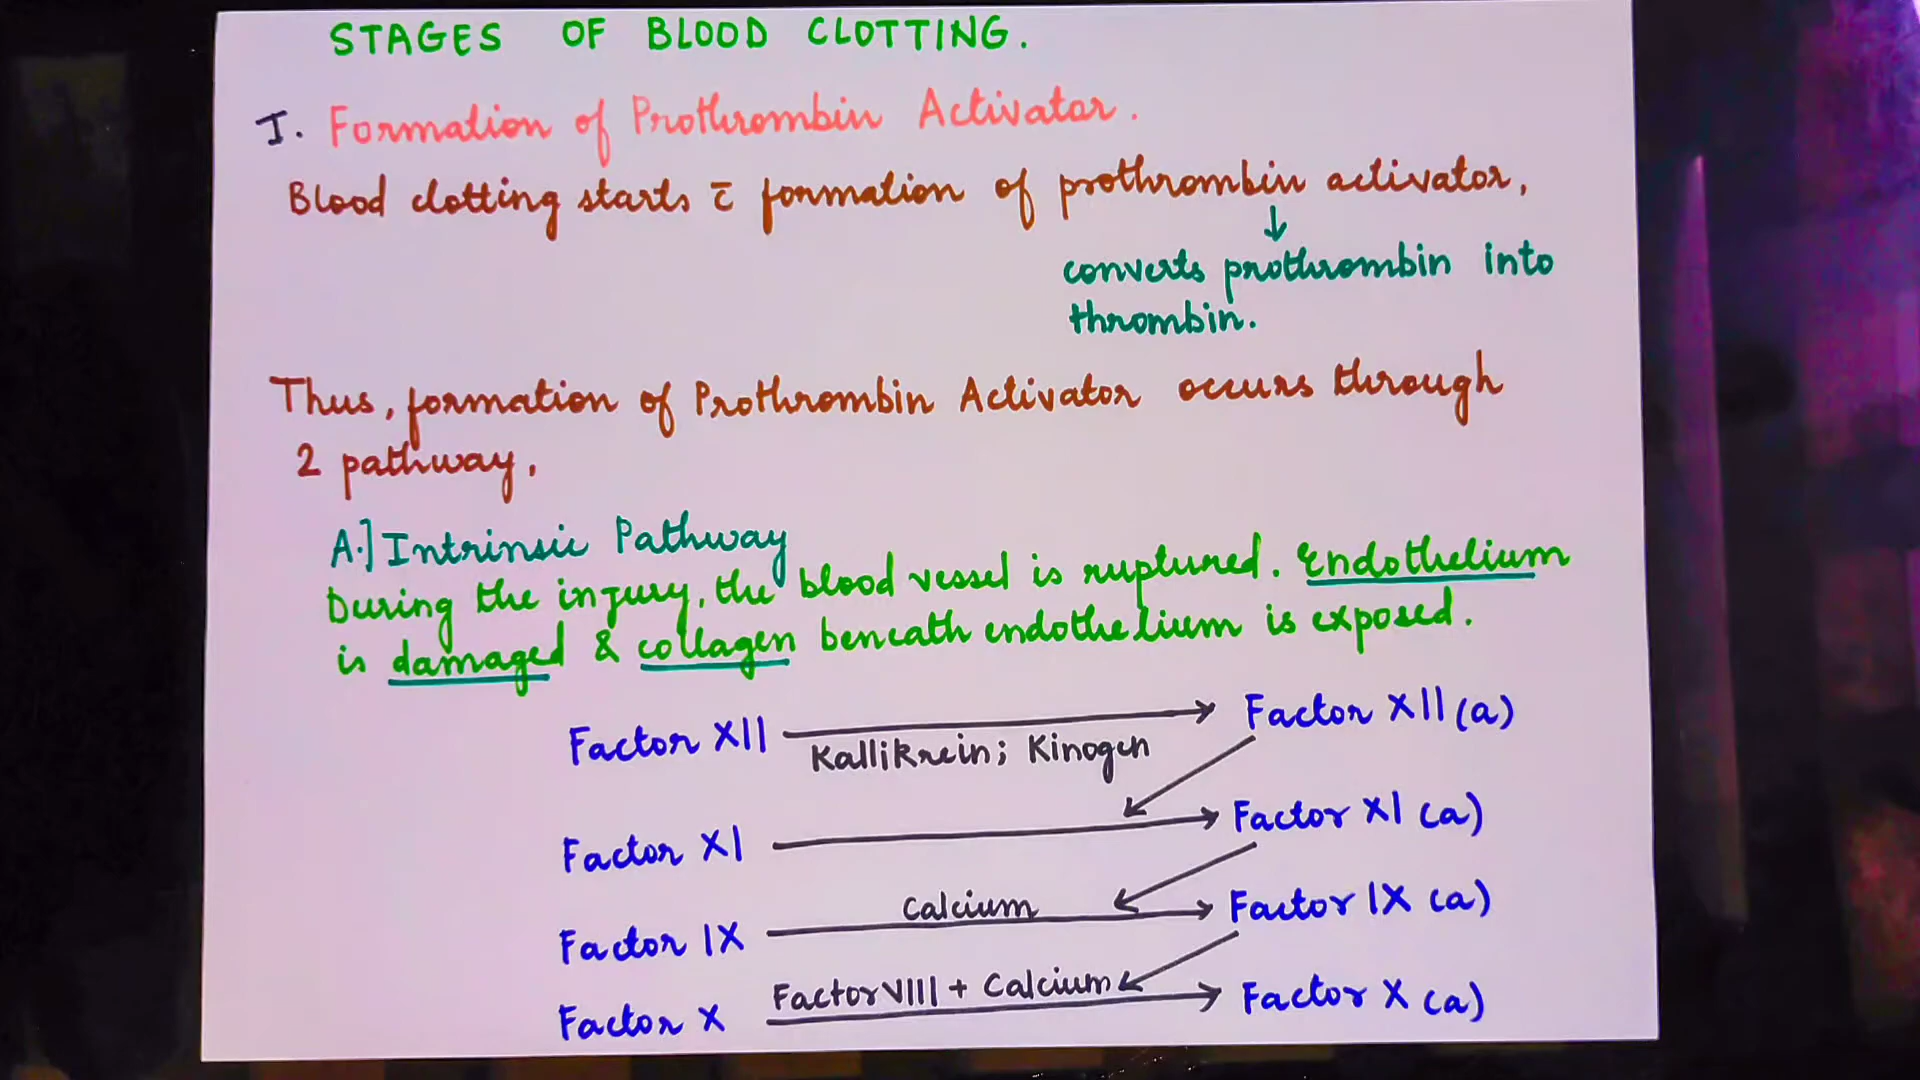 STAGES OF BLOOD CLOTTING.
I. Formation of Prothrombin Activator.
Blood clotting starts c̄ formation of prothrombin activator,
↓
converts prothrombin into
thrombin.
Thus, formation of Prothrombin Activator occurs through
2 pathway.
A.] Intrinsic Pathway
During the injury, the blood vessel is ruptured. Endothelium
is damaged & collagen beneath endothelium is exposed.
Factor XII → Factor XII (a)
Kallikrein; Kinogen
Factor XI → Factor XI (a)
Calcium
Factor IX → Factor IX (a)
Factor VIII + Calcium
Factor X → Factor X (a)